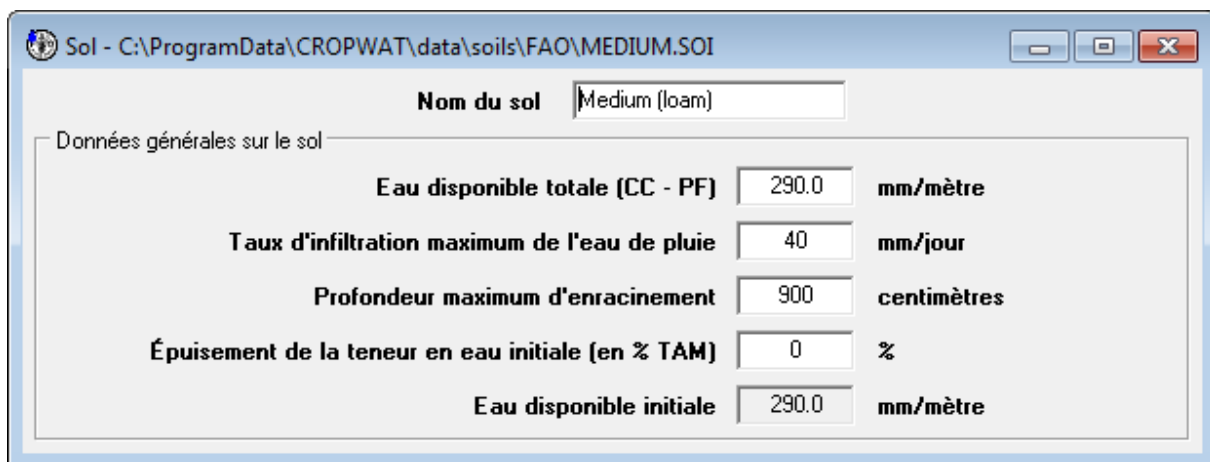 Sol - C:\ProgramData\CROPWAT\data\soils\FAO\MEDIUM.SOI
Nom du sol Medium (loam)
Données générales sur le sol
Eau disponible totale (CC - PF) 290.0 mm/mètre
Taux d'infiltration maximum de l'eau de pluie 40 mm/jour
Profondeur maximum d'enracinement 900 centimètres
Épuisement de la teneur en eau initiale (en % TAM) 0 %
Eau disponible initiale 290.0 mm/mètre